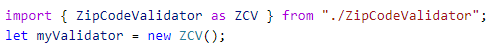 import { ZipCodeValidator as ZCV } from "./ZipCodeValidator";
let myValidator = new ZCV();